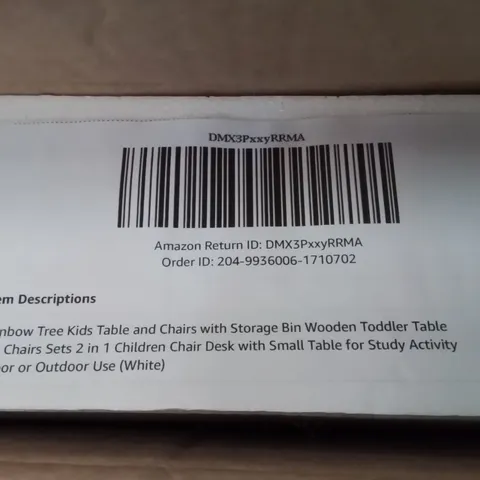 DMX3PxxyRRMA
Amazon Return ID: DMX3PxxyRRMA
Order ID: 204-9936006-1710702
em Descriptions
nbow Tree Kids Table and Chairs with Storage Bin Wooden Toddler Table
Chairs Sets 2 in 1 Children Chair Desk with Small Table for Study Activity
oor or Outdoor Use (White)